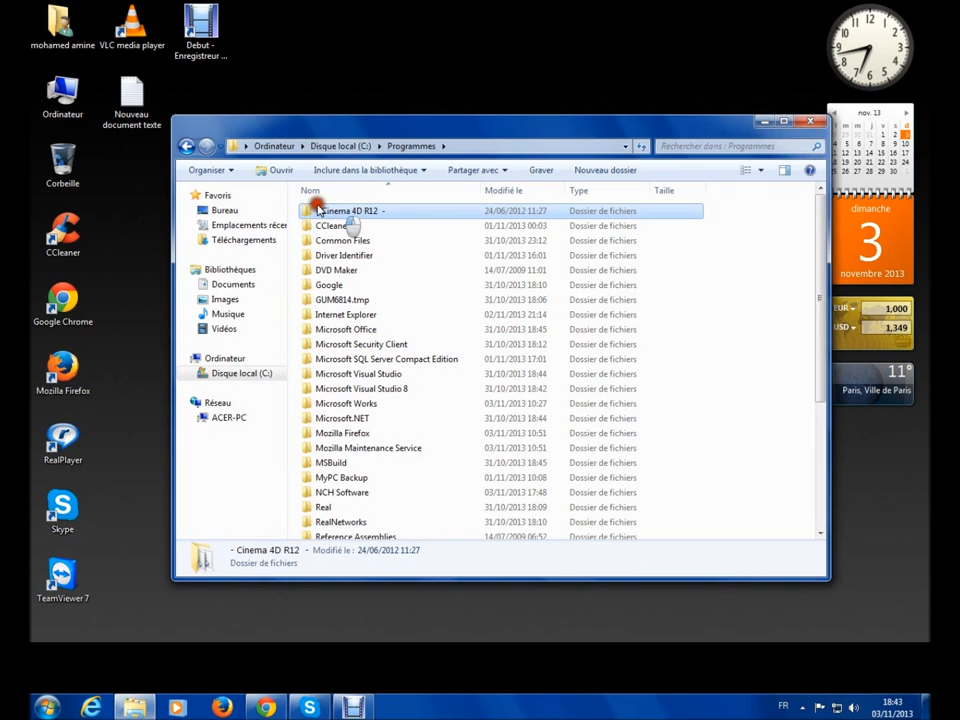 mohamed amine
VLC media player
Debut -
Enregistreur ...
Ordinateur
Nouveau
document texte
Corbeille
CCleaner
Google Chrome
Mozilla Firefox
RealPlayer
Skype
TeamViewer 7
Ordinateur
Disque local (C:)
Programmes
Rechercher dans : Programmes
Organiser
Ouvrir
Inclure dans la bibliothèque
Partager avec
Graver
Nouveau dossier
Favoris
Bureau
Emplacements récen
Téléchargements
Bibliothèques
Documents
Images
Musique
Vidéos
Ordinateur
Disque local (C:)
Réseau
ACER-PC
Nom Modifié le Type Taille
Cinema 4D R12 - 24/06/2012 11:27 Dossier de fichiers
CCleane 01/11/2013 00:03 Dossier de fichiers
Common Files 31/10/2013 23:12 Dossier de fichiers
Driver Identifier 01/11/2013 16:01 Dossier de fichiers
DVD Maker 14/07/2009 11:01 Dossier de fichiers
Google 31/10/2013 18:10 Dossier de fichiers
GUM6814.tmp 31/10/2013 18:06 Dossier de fichiers
Internet Explorer 02/11/2013 21:14 Dossier de fichiers
Microsoft Office 31/10/2013 18:45 Dossier de fichiers
Microsoft Security Client 31/10/2013 18:44 Dossier de fichiers
Microsoft SQL Server Compact Edition 01/11/2013 17:01 Dossier de fichiers
Microsoft Visual Studio 31/10/2013 18:44 Dossier de fichiers
Microsoft Visual Studio 8 31/10/2013 18:42 Dossier de fichiers
Microsoft Works 03/11/2013 10:27 Dossier de fichiers
Microsoft.NET 31/10/2013 18:44 Dossier de fichiers
Mozilla Firefox 03/11/2013 10:51 Dossier de fichiers
Mozilla Maintenance Service 03/11/2013 10:51 Dossier de fichiers
MSBuild 31/10/2013 18:45 Dossier de fichiers
MyPC Backup 01/11/2013 10:08 Dossier de fichiers
NCH Software 03/11/2013 17:48 Dossier de fichiers
Real 31/10/2013 18:09 Dossier de fichiers
RealNetworks 31/10/2013 18:10 Dossier de fichiers
Reference Assemblies 14/07/2009 06:52 Dossier de fichiers
- Cinema 4D R12 - Modifié le : 24/06/2012 11:27
Dossier de fichiers
nov. 13
dimanche
3
novembre 2013
EUR 1,000
USD 1,349
11°
Paris, Ville de Paris
FR
18:43
03/11/2013